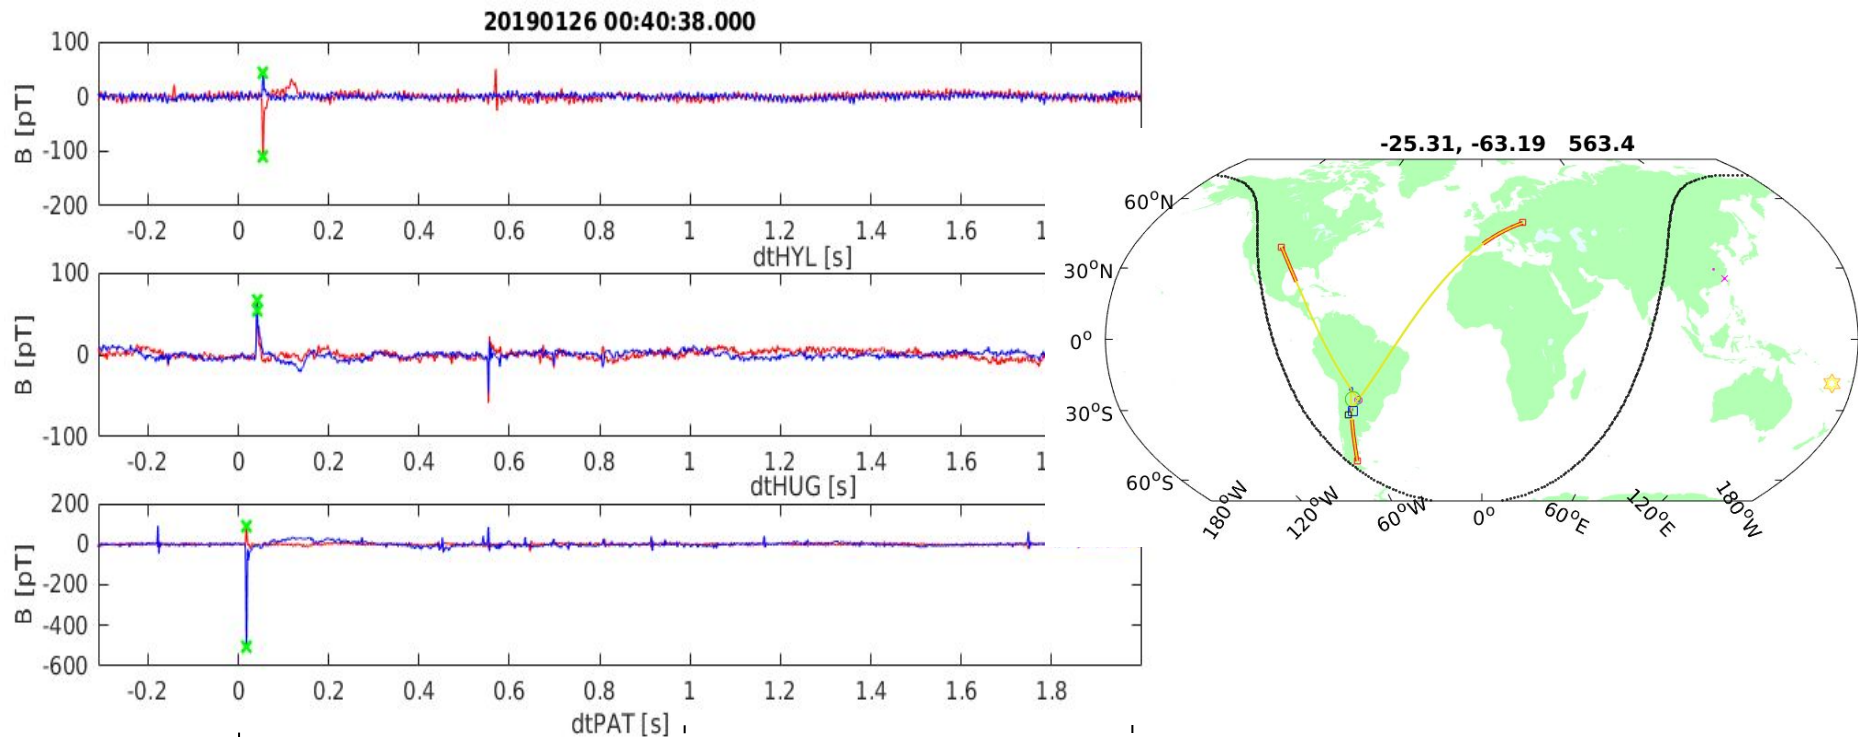 20190126 00:40:38.000
100
0
-100
-200
B [pT]
-0.2 0 0.2 0.4 0.6 0.8 1 1.2 1.4 1.6 1
dtHYL [s]
100
0
-100
B [pT]
-0.2 0 0.2 0.4 0.6 0.8 1 1.2 1.4 1.6 1
dtHUG [s]
200
0
-200
-400
-600
B [pT]
-0.2 0 0.2 0.4 0.6 0.8 1 1.2 1.4 1.6 1.8
dtPAT [s]
-25.31, -63.19 563.4
60°N
30°N
0°
30°S
60°S
180°W 120°W 60°W 0° 60°E 120°E 180°W